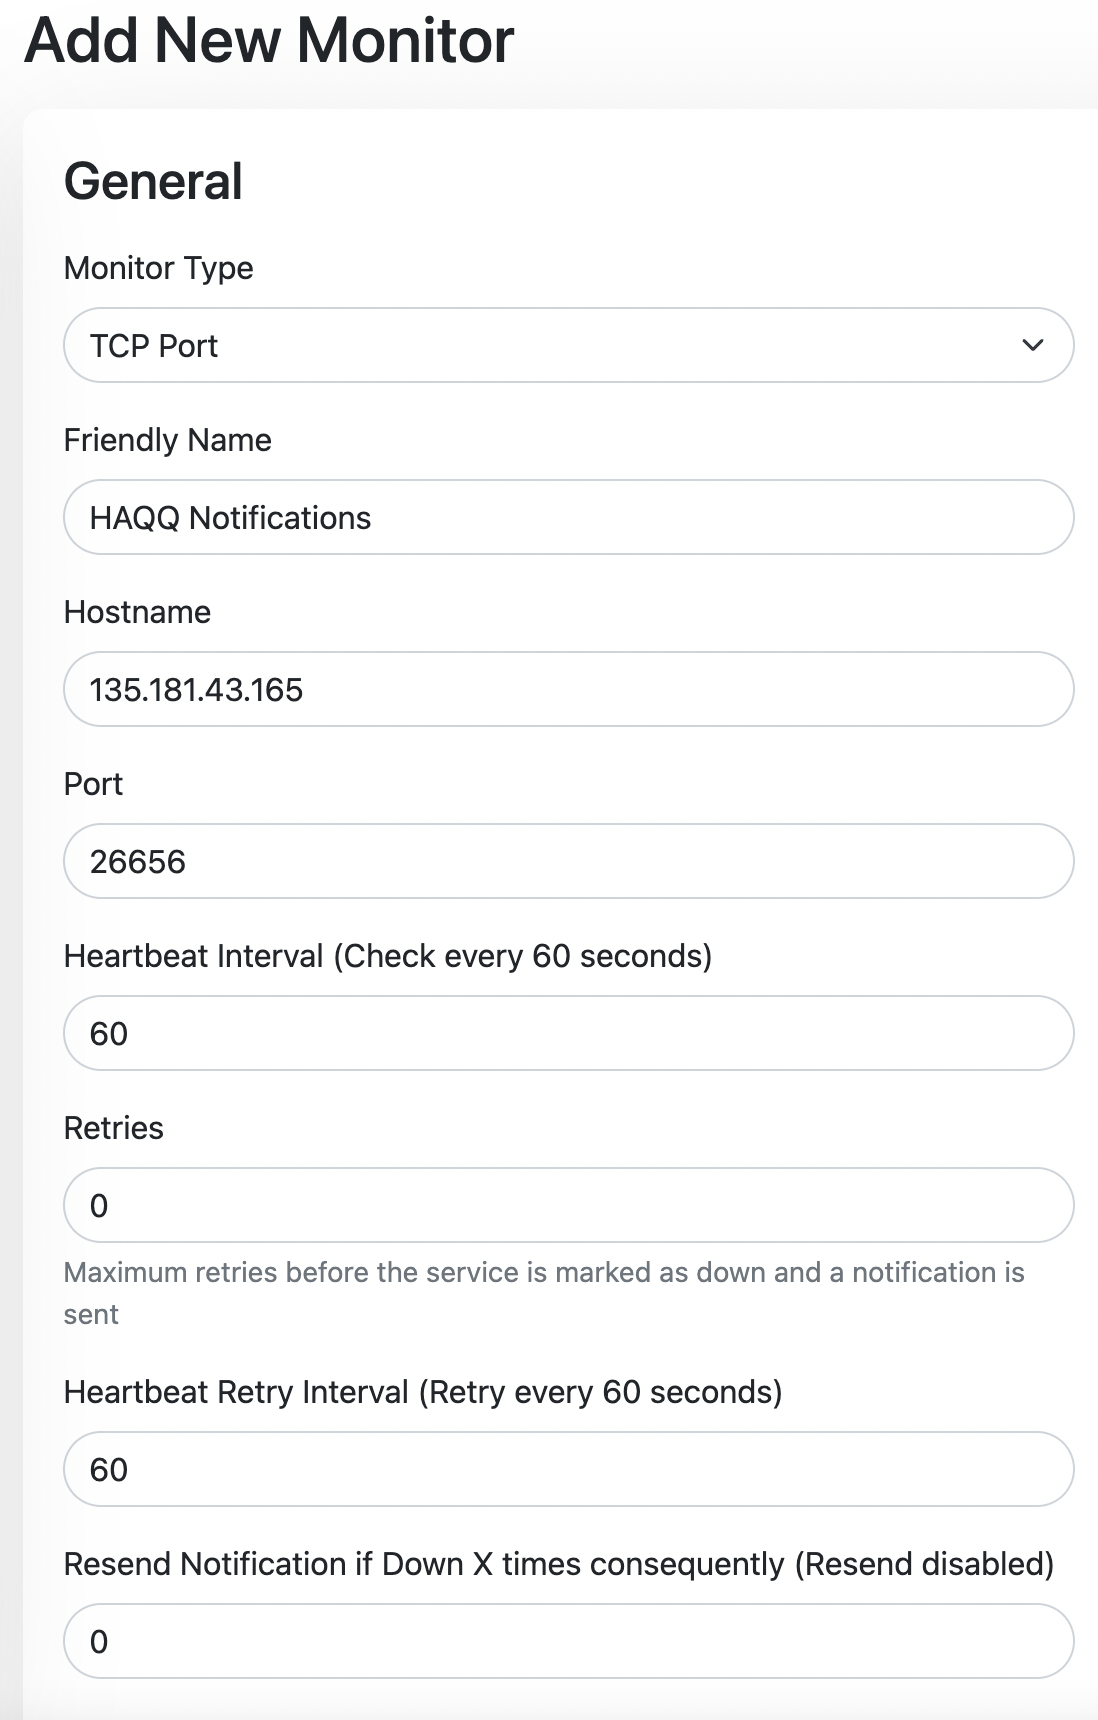 Add New Monitor
General
Monitor Type
TCP Port
Friendly Name
HAQQ Notifications
Hostname
135.181.43.165
Port
26656
Heartbeat Interval (Check every 60 seconds)
60
Retries
0
Maximum retries before the service is marked as down and a notification is
sent
Heartbeat Retry Interval (Retry every 60 seconds)
60
Resend Notification if Down X times consequently (Resend disabled)
0